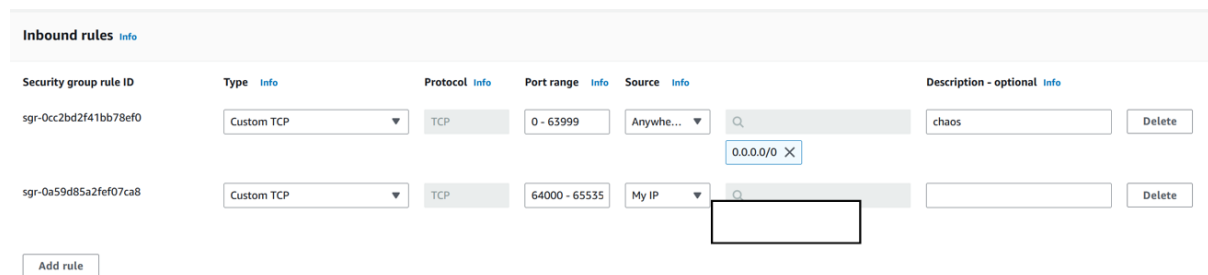 Inbound rules Info
Security group rule ID Type Info Protocol Info Port range Info Source Info Description - optional Info
sgr-0cc2bd2f41bb78ef0 Custom TCP TCP 0 - 63999 Anywhe... chaos Delete
0.0.0.0/0
sgr-0a59d85a2fef07ca8 Custom TCP TCP 64000 - 65535 My IP Delete
Add rule